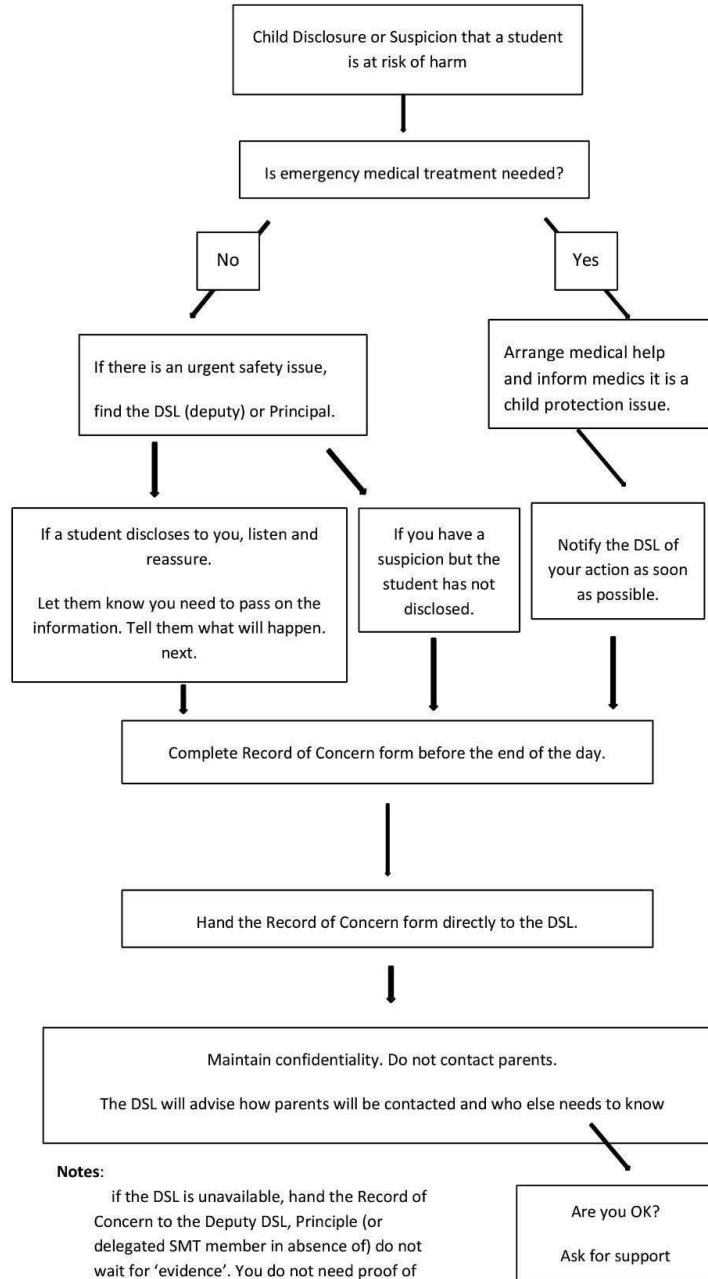 Child Disclosure or Suspicion that a student
is at risk of harm
Is emergency medical treatment needed?
No
Yes
If there is an urgent safety issue,
find the DSL (deputy) or Principal.
Arrange medical help
and inform medics it is a
child protection issue.
If a student discloses to you, listen and
reassure.
Let them know you need to pass on the
information. Tell them what will happen.
next.
If you have a
suspicion but the
student has not
disclosed.
Notify the DSL of
your action as soon
as possible.
Complete Record of Concern form before the end of the day.
Hand the Record of Concern form directly to the DSL.
Maintain confidentiality. Do not contact parents.
The DSL will advise how parents will be contacted and who else needs to know
Notes:
if the DSL is unavailable, hand the Record of
Concern to the Deputy DSL, Principle (or
delegated SMT member in absence of) do not
wait for ‘evidence’. You do not need proof of
Are you OK?
Ask for support